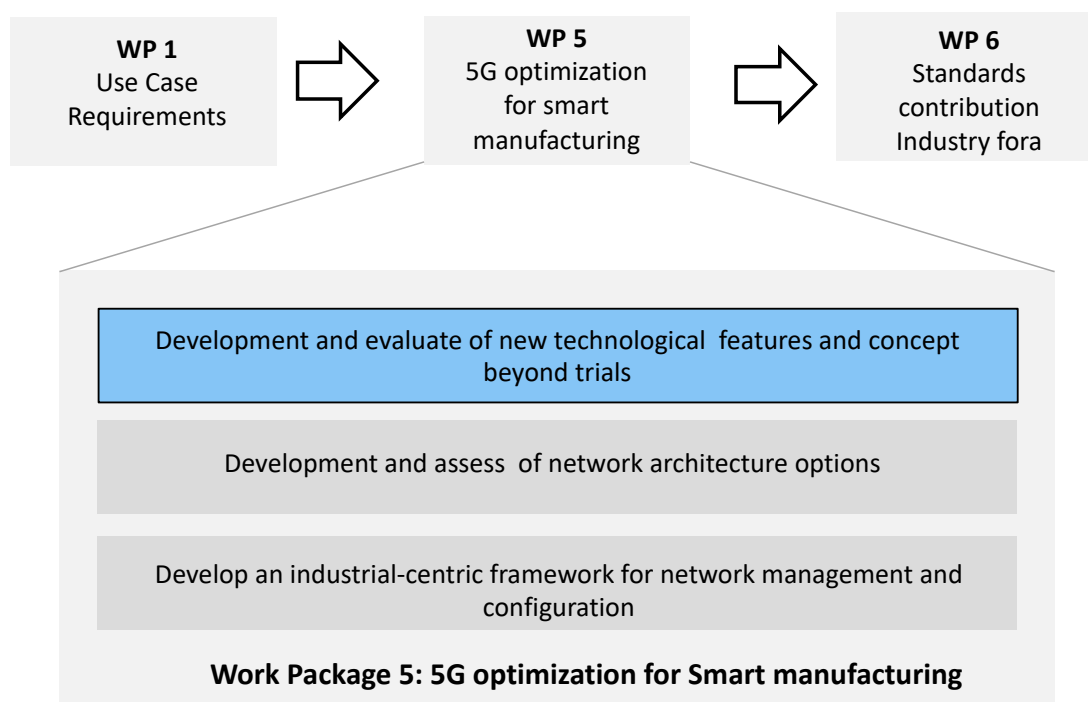 WP 1
Use Case
Requirements
WP 5
5G optimization
for smart
manufacturing
WP 6
Standards
contribution
Industry fora
Development and evaluate of new technological  features and concept
beyond trials
Development and assess  of network architecture options
Develop an industrial-centric framework for network management and
configuration
Work Package 5: 5G optimization for Smart manufacturing